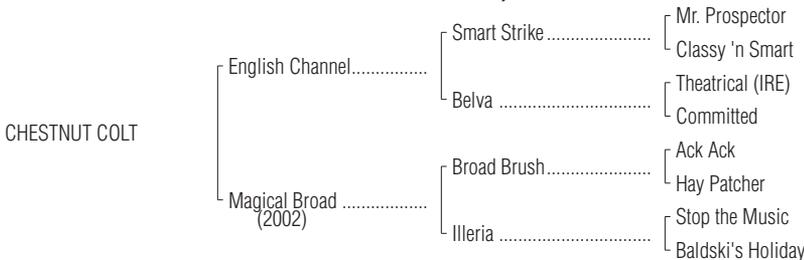 Mr. Prospector
Smart Strike.....................
Classy 'n Smart
English Channel................
Theatrical (IRE)
Belva ..............................
Committed
CHESTNUT COLT
Ack Ack
Broad Brush.....................
Hay Patcher
Magical Broad ..................
(2002)
Stop the Music
Illeria ..............................
Baldski's Holiday